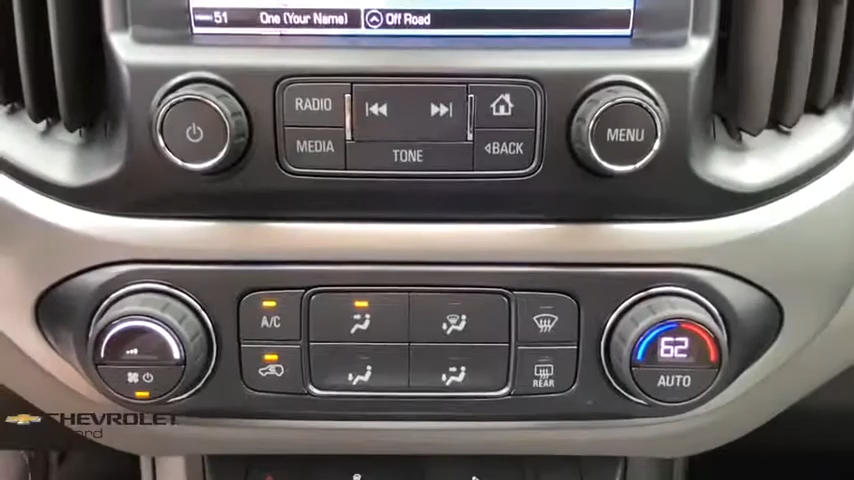 51 One (Your Name) Off Road
RADIO
MENU
MEDIA
TONE
BACK
A/C
62
AUTO
REAR
CHEVROLET